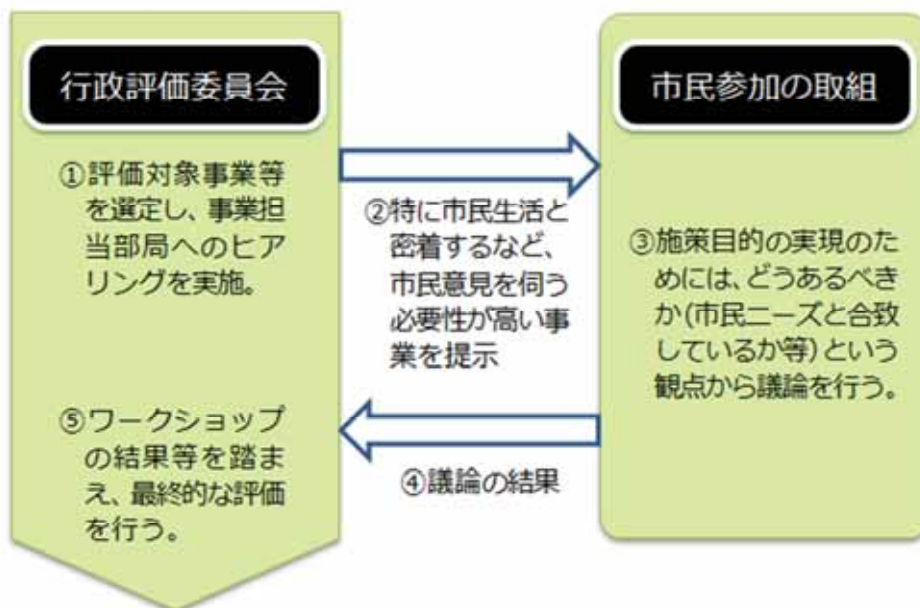 行政評価委員会
①評価対象事業等
を選定し、事業担
当部局へのヒア
リングを実施。
②特に市民生活と
密着するなど、
市民意見を伺う
必要性が高い事
業を提示
市民参加の取組
③施策目的の実現のた
めには、どうあるべき
か(市民ニーズと合致
しているか等)という
観点から議論を行う。
④議論の結果
⑤ワークショップ
の結果等を踏ま
え、最終的な評価
を行う。